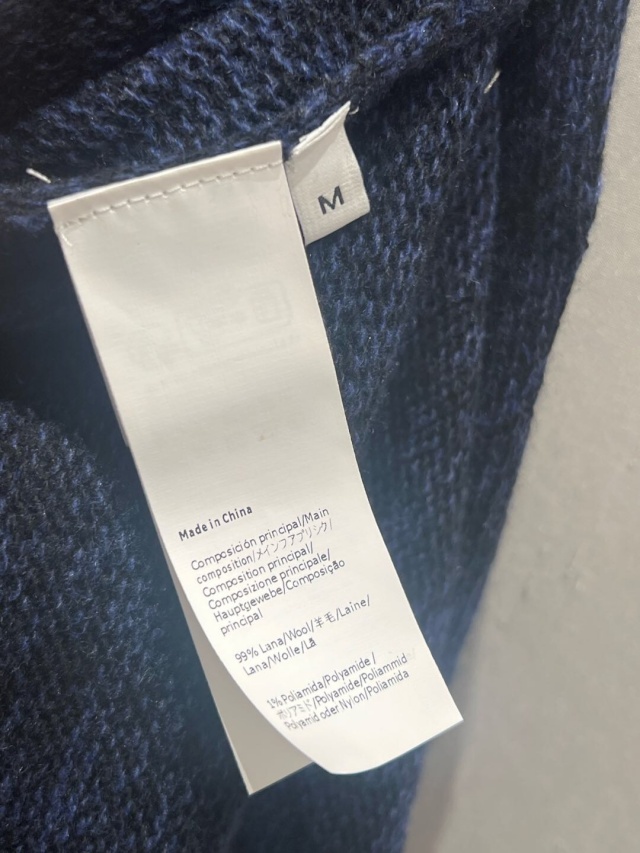 M
Made in China
Composición principal/Main
composition/メインファブリック/
Composition principal/
Composizione principale/
Hauptgewebe/Composição
principal
99% Lana/Wool/羊毛/Laine/
Lana/Wolle/Lã
1% Poliamida/Polyamide/
ポリアミド/Polyamide/Poliammid
Polyamid oder Nylon/Poliamida